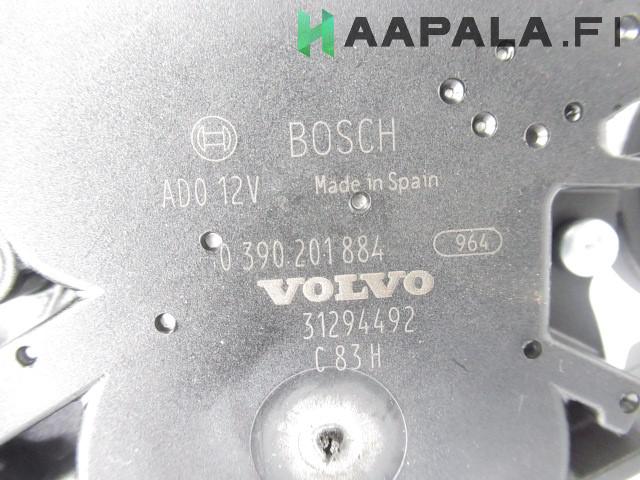 HAAPALA.FI
BOSCH
AD0 12V Made in Spain
0 390 201 884 964
VOLVO
31294492
C 83 H